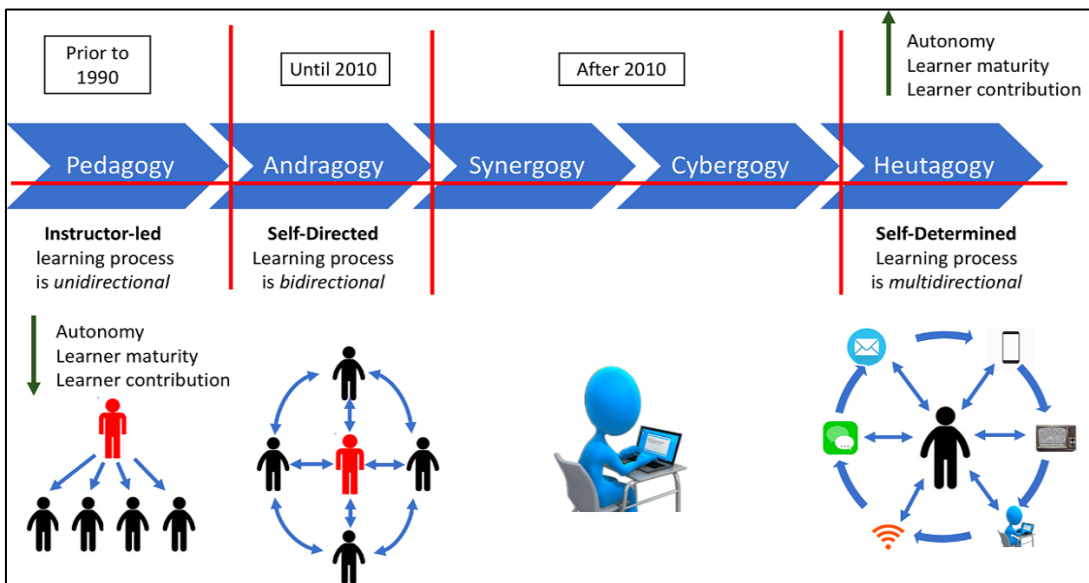 Prior to
1990
Until 2010
After 2010
Autonomy
Learner maturity
Learner contribution
Pedagogy
Andragogy
Synergogy
Cybergogy
Heutagogy
Instructor-led
learning process
is unidirectional
Self-Directed
Learning process
is bidirectional
Self-Determined
Learning process
is multidirectional
Autonomy
Learner maturity
Learner contribution